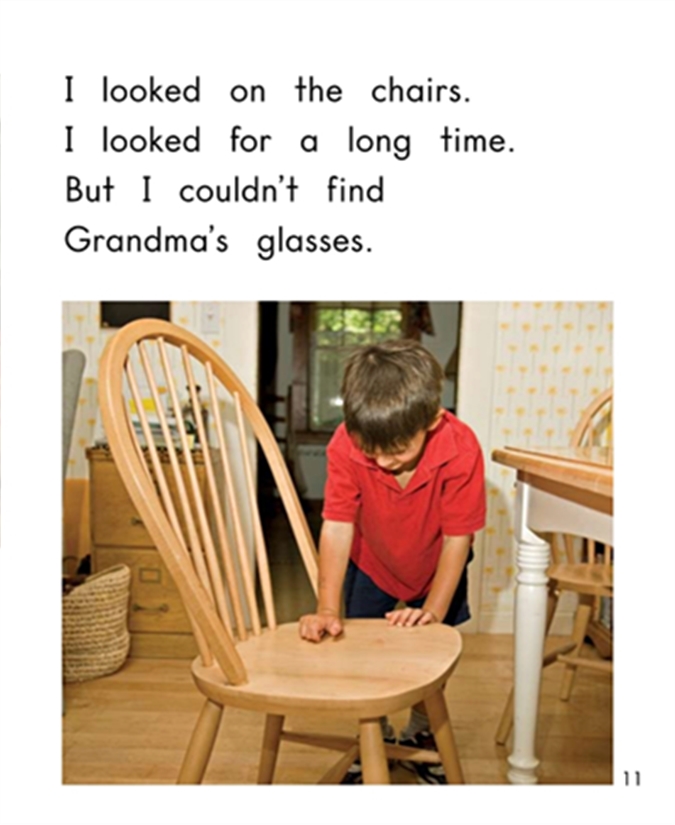 I looked on the chairs.
I looked for a long time.
But I couldn't find
Grandma's glasses.
11